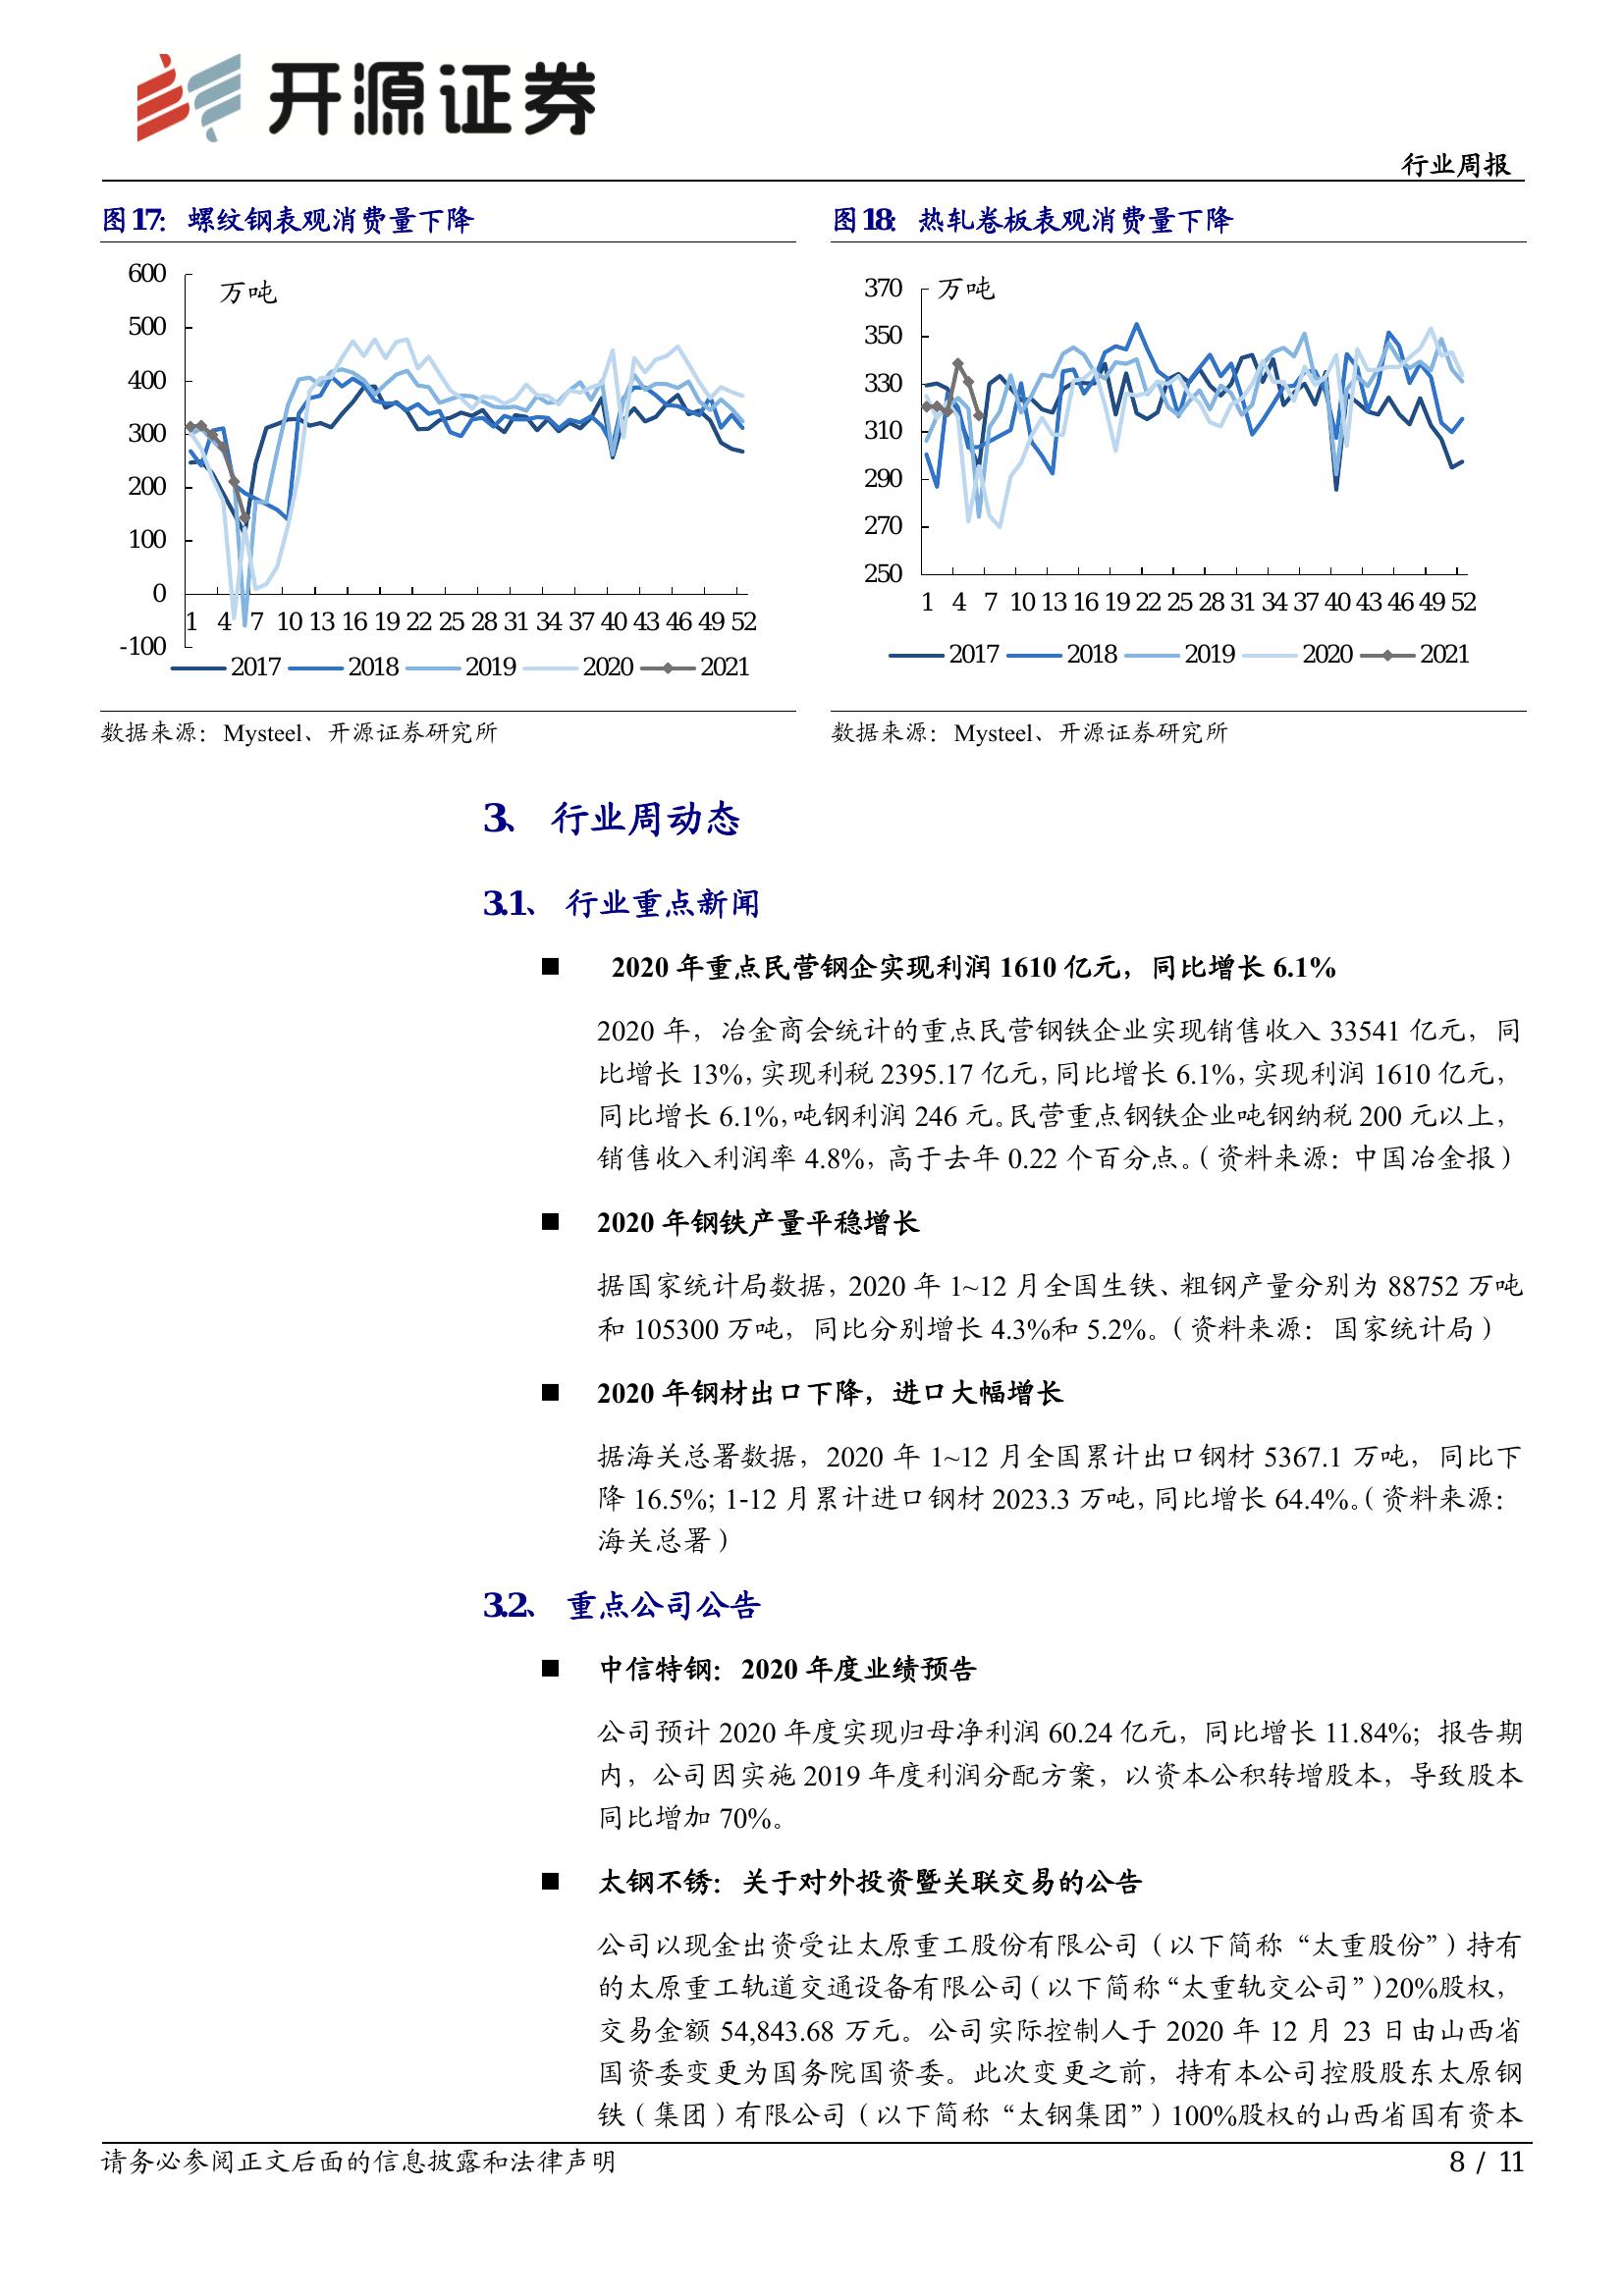 开源证券
行业周报
图17： 螺纹钢表观消费量下降
600
500
400
300
200
100
0
-100
万吨
1 4 7 10 13 16 19 22 25 28 31 34 37 40 43 46 49 52
2017 2018 2019 2020 2021
数据来源：Mysteel、开源证券研究所
图18： 热轧卷板表观消费量下降
370
350
330
310
290
270
250
万吨
1 4 7 10 13 16 19 22 25 28 31 34 37 40 43 46 49 52
2017 2018 2019 2020 2021
数据来源：Mysteel、开源证券研究所
3、 行业周动态
3.1、 行业重点新闻
■ 2020 年重点民营钢企实现利润 1610 亿元，同比增长 6.1%
2020 年，冶金商会统计的重点民营钢铁企业实现销售收入 33541 亿元，同
比增长 13%，实现利税 2395.17 亿元，同比增长 6.1%，实现利润 1610 亿元，
同比增长 6.1%，吨钢利润 246 元。民营重点钢铁企业吨钢纳税 200 元以上，
销售收入利润率 4.8%，高于去年 0.22 个百分点。（资料来源：中国冶金报）
■ 2020 年钢铁产量平稳增长
据国家统计局数据，2020 年 1~12 月全国生铁、粗钢产量分别为 88752 万吨
和 105300 万吨，同比分别增长 4.3%和 5.2%。（资料来源：国家统计局）
■ 2020 年钢材出口下降，进口大幅增长
据海关总署数据，2020 年 1~12 月全国累计出口钢材 5367.1 万吨，同比下
降 16.5%；1-12 月累计进口钢材 2023.3 万吨，同比增长 64.4%。（资料来源：
海关总署）
3.2、 重点公司公告
■ 中信特钢：2020 年度业绩预告
公司预计 2020 年度实现归母净利润 60.24 亿元，同比增长 11.84%；报告期
内，公司因实施 2019 年度利润分配方案，以资本公积转增股本，导致股本
同比增加 70%。
■ 太钢不锈：关于对外投资暨关联交易的公告
公司以现金出资受让太原重工股份有限公司（以下简称“太重股份”）持有
的太原重工轨道交通设备有限公司（以下简称“太重轨交公司”）20%股权，
交易金额 54,843.68 万元。公司实际控制人于 2020 年 12 月 23 日由山西省
国资委变更为国务院国资委。此次变更之前，持有本公司控股股东太原钢
铁（集团）有限公司（以下简称“太钢集团”）100%股权的山西省国有资本
请务必参阅正文后面的信息披露和法律声明
8 / 11